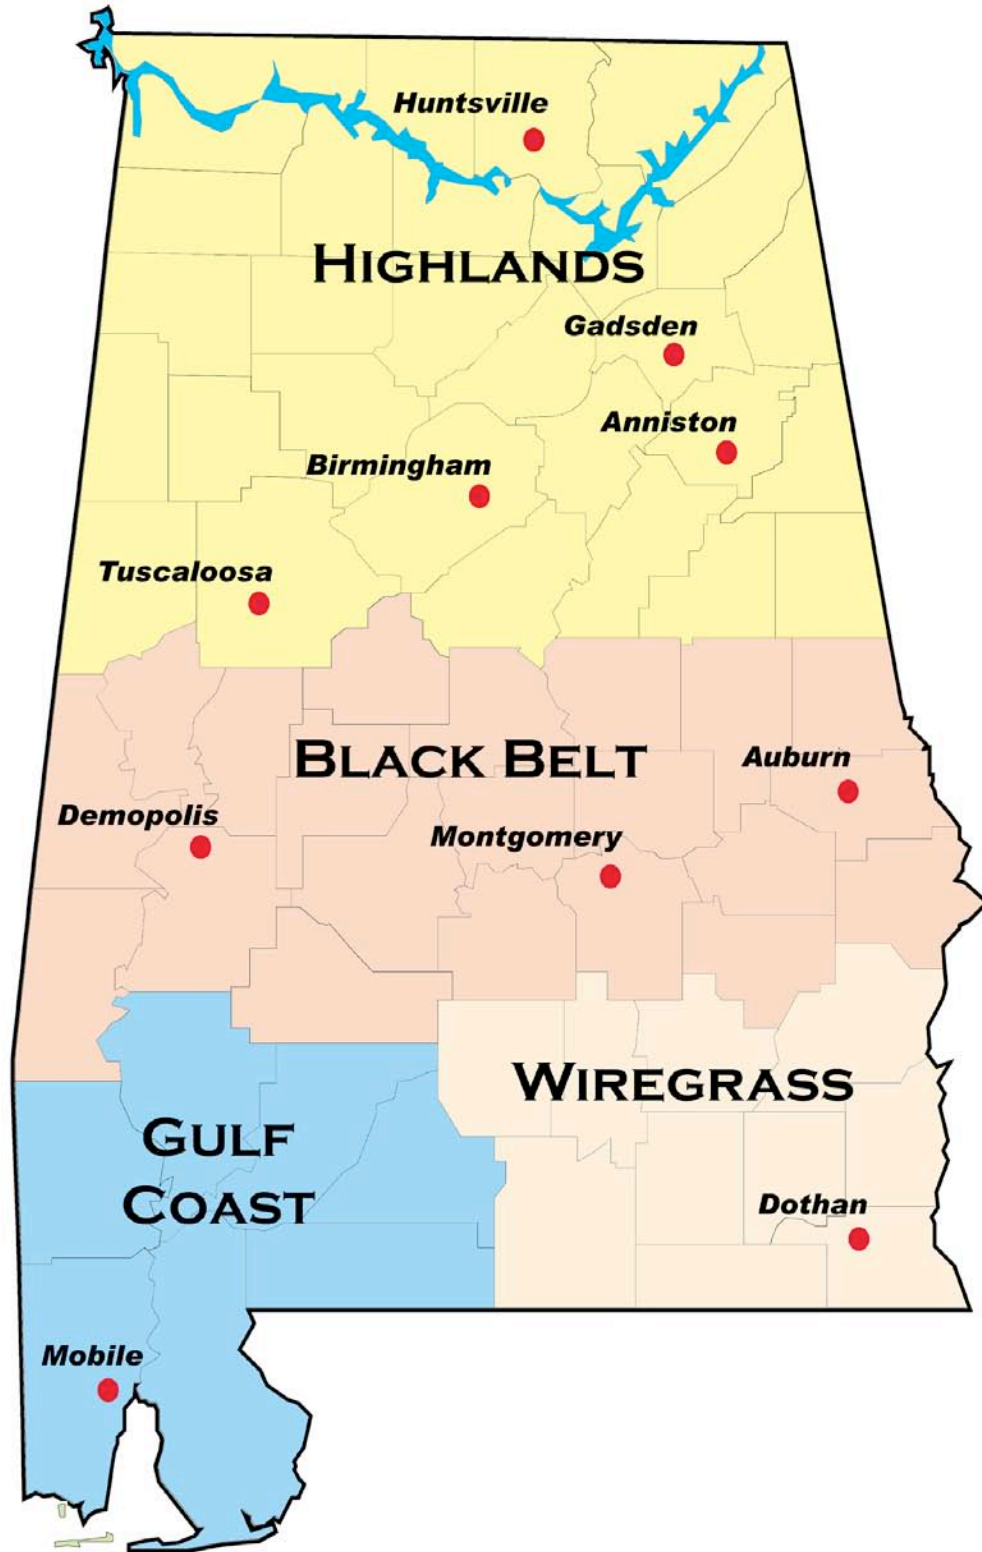 Huntsville
HIGHLANDS
Gadsden
Anniston
Birmingham
Tuscaloosa
BLACK BELT
Auburn
Demopolis
Montgomery
WIREGRASS
GULF
COAST
Dothan
Mobile